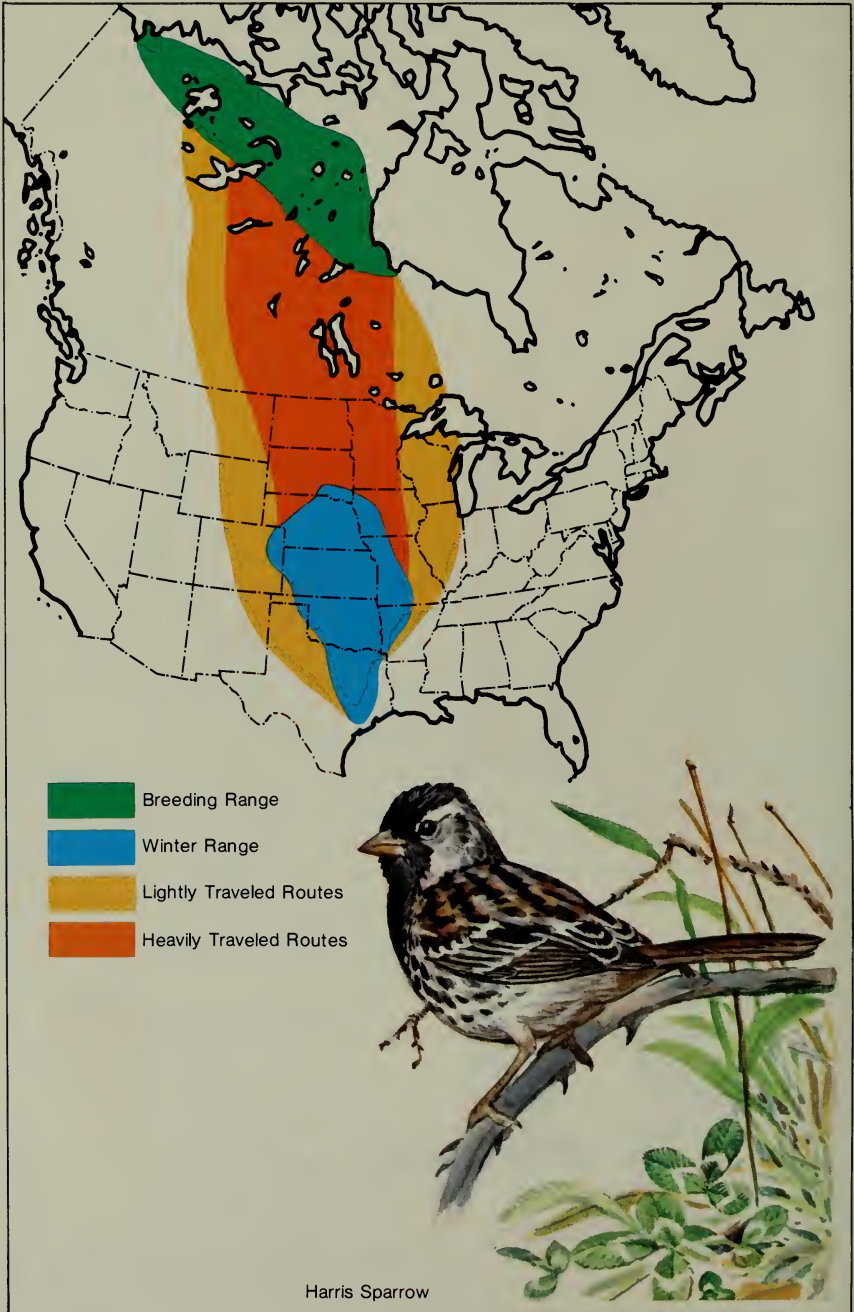 Breeding Range
Winter Range
Lightly Traveled Routes
Heavily Traveled Routes
Harris Sparrow